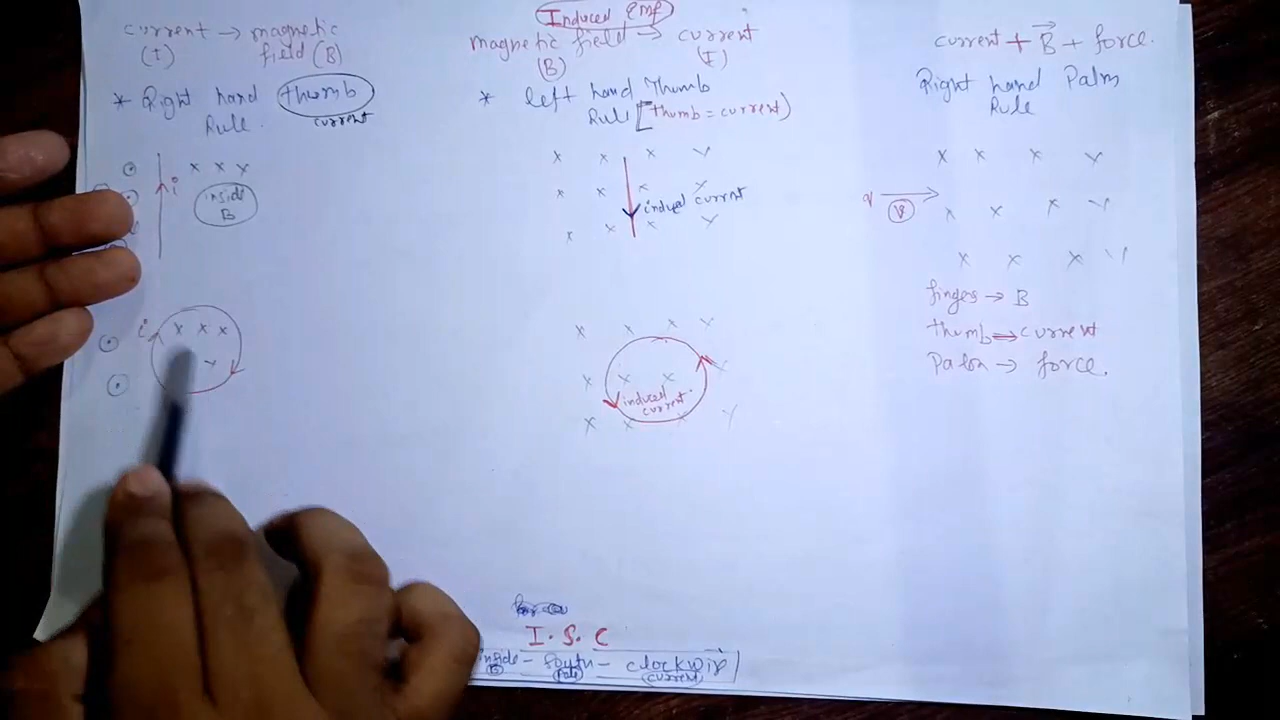 current → magnetic
(I) field (B)
* Right hand thumb
Rule. current
i
inside
B
i
Induced emf
magnetic field → current
(B) (I)
* left hand Thumb
Rule [thumb = current)
induced current
induced
current
I. S. C
inside - South - clockwise
(B) (Pole) (current)
current + B + force.
Right hand Palm
Rule
q → V
fingers → B
thumb ⇒ current
Palm → force.